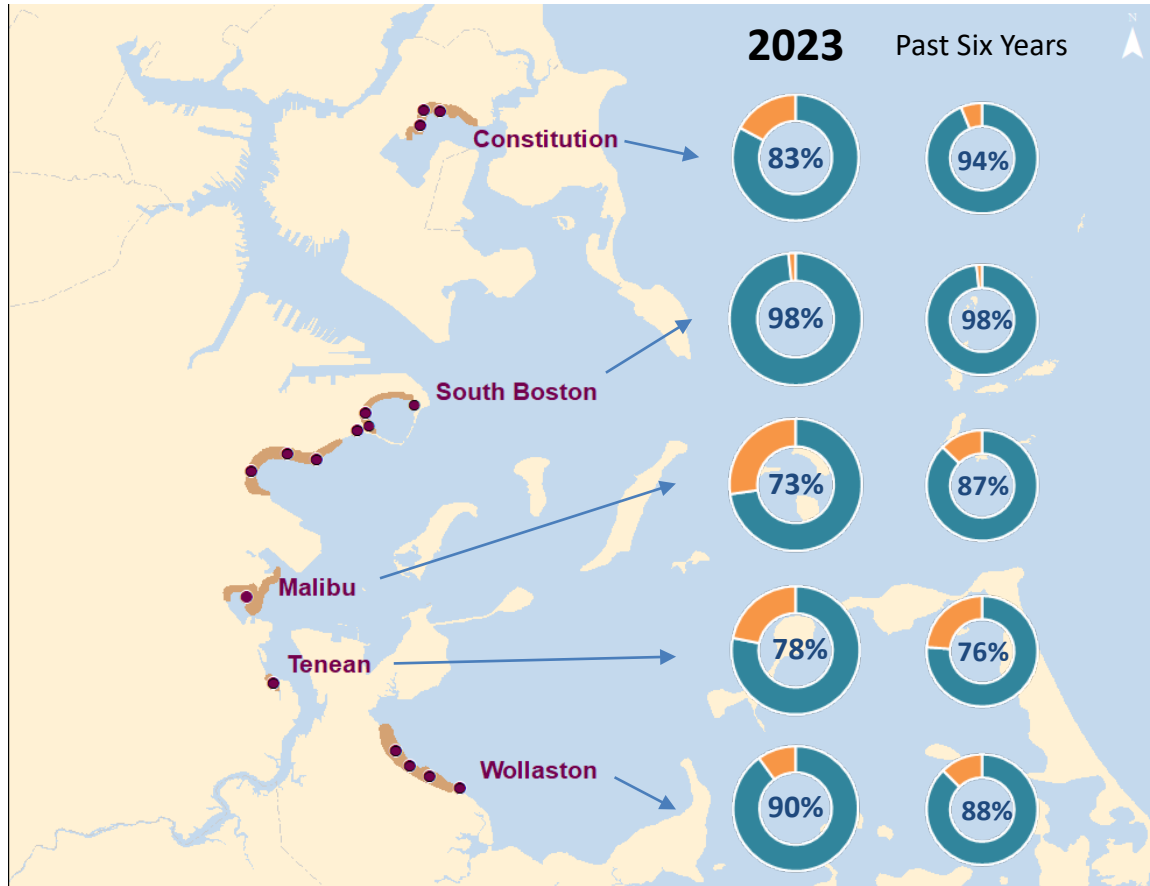 2023
Past Six Years
N
Constitution
83%
94%
South Boston
98%
98%
Malibu
73%
87%
Tenean
78%
76%
Wollaston
90%
88%